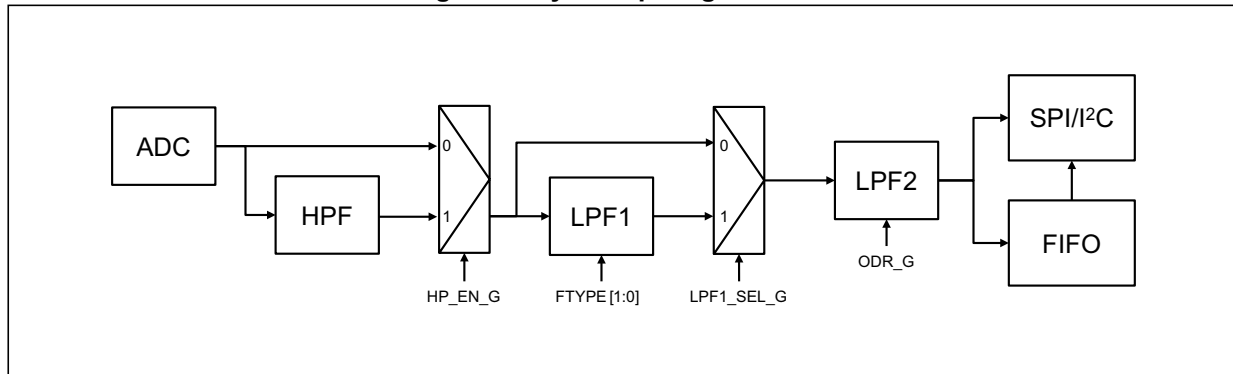 ADC
HPF
0
1
HP_EN_G
LPF1
FTYPE [1:0]
0
1
LPF1_SEL_G
LPF2
ODR_G
SPI/I²C
FIFO